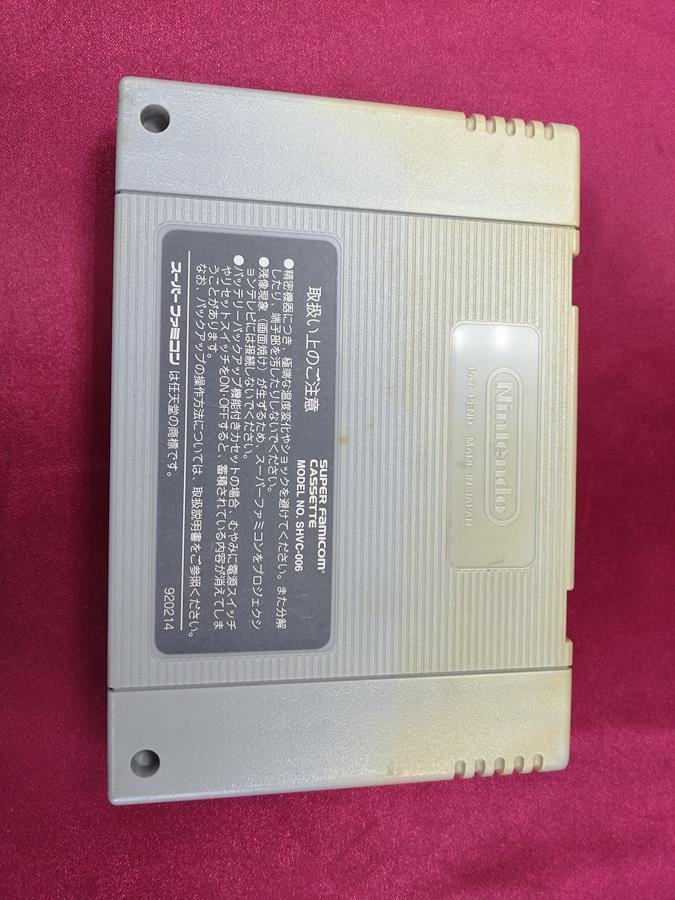 取扱い上のご注意
SUPER Famicom
CASSETTE
MODEL NO. SHVC-006
●精密機器につき、極端な温度変化やショックを避けてください。また分解
したり、端子部を汚したりしないでください。
●残像現象（画面焼け）が生ずるため、スーパーファミコンをプロジェクシ
ョンテレビには接続しないでください。
●バッテリーバックアップ機能付きカセットの場合、むやみに電源スイッチ
やリセットスイッチをON・OFFすると、蓄積されている内容が消えてしま
うことがあります。
なお、バックアップの操作方法については、取扱説明書をご参照ください。
スーパーファミコン は任天堂の商標です。
920214
Nintendo
PAT. PEND. MADE IN JAPAN